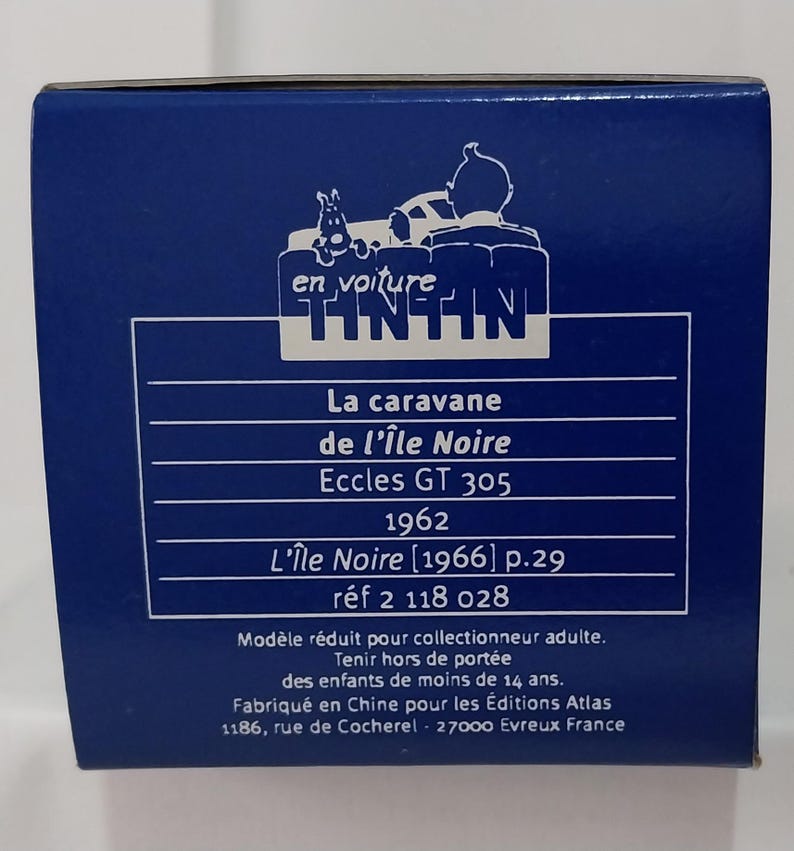 en voiture
TINTIN
La caravane
de l'Île Noire
Eccles GT 305
1962
L'Île Noire [1966] p.29
réf 2 118 028
Modèle réduit pour collectionneur adulte.
Tenir hors de portée
des enfants de moins de 14 ans.
Fabriqué en Chine pour les Éditions Atlas
1186, rue de Cocherel - 27000 Evreux France